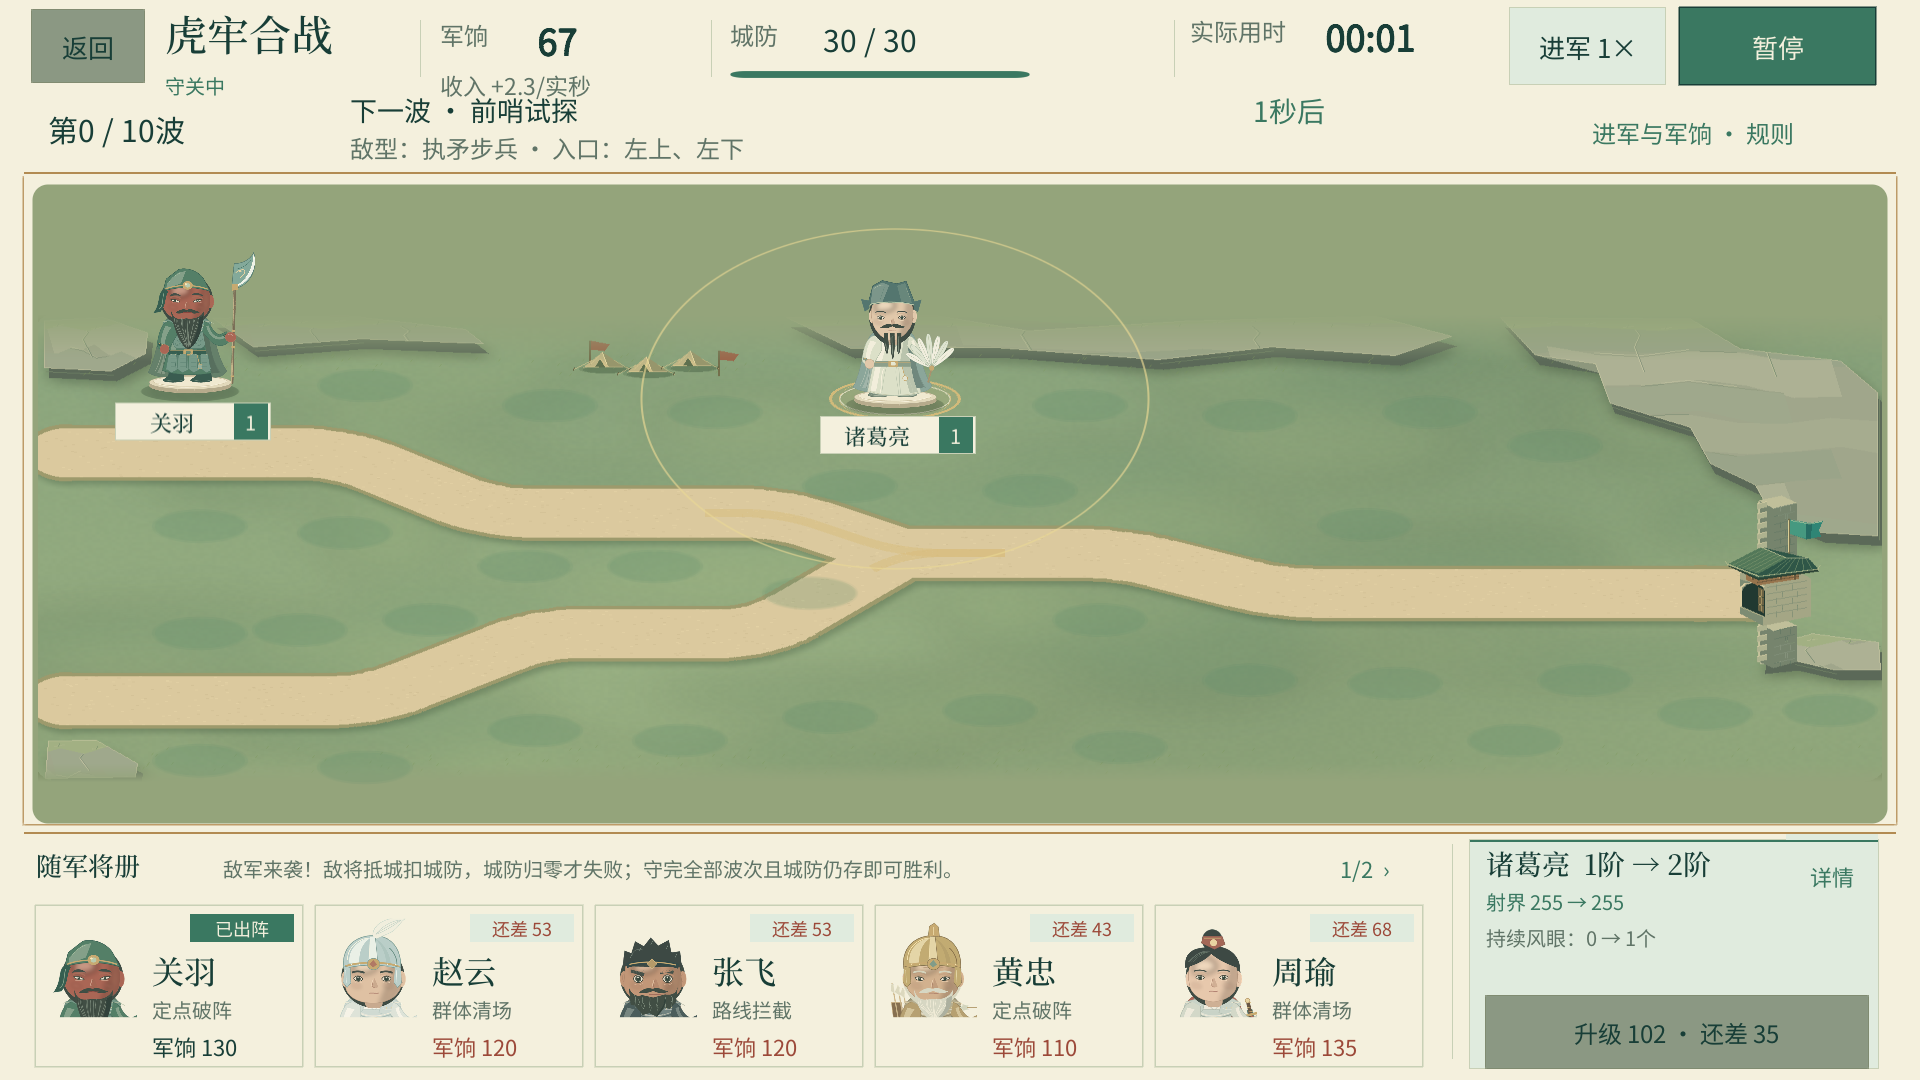 返回
虎牢合战
守关中
军饷 67
收入 +2.3/实秒
城防 30 / 30
实际用时 00:01
进军 1×
暂停
第0 / 10波
下一波 · 前哨试探
敌型：执矛步兵 · 入口：左上、左下
1秒后
进军与军饷 · 规则
关羽 1
诸葛亮 1
随军将册
敌军来袭！敌将抵城扣城防，城防归零才失败；守完全部波次且城防仍存即可胜利。
1/2 ›
已出阵
关羽
定点破阵
军饷 130
还差 53
赵云
群体清场
军饷 120
还差 53
张飞
路线拦截
军饷 120
还差 43
黄忠
定点破阵
军饷 110
还差 68
周瑜
群体清场
军饷 135
诸葛亮 1阶 → 2阶
详情
射界 255 → 255
持续风眼：0 → 1个
升级 102 · 还差 35